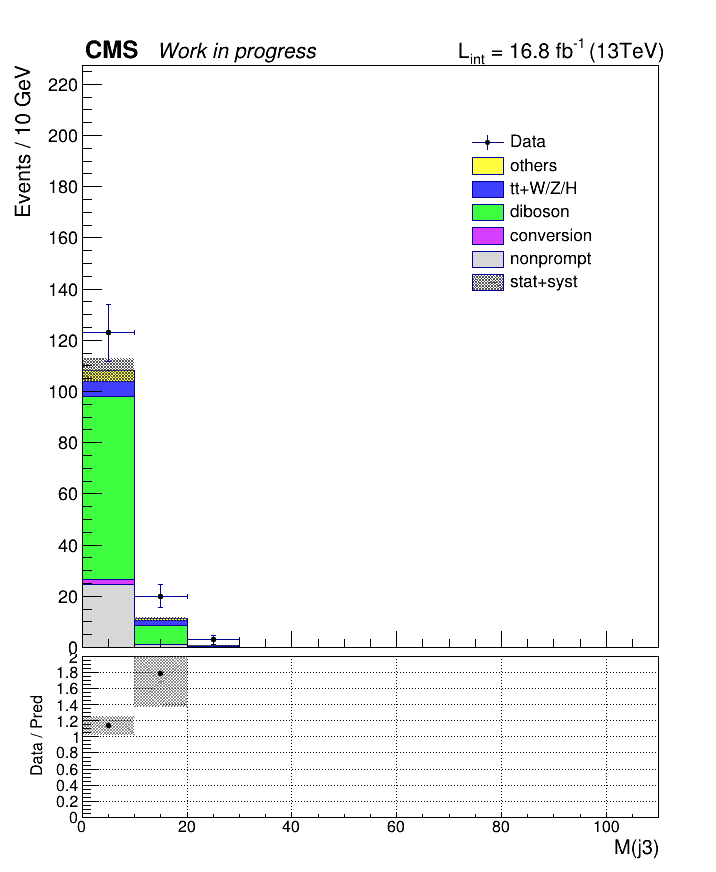 CMS Work in progress L_int = 16.8 fb^-1 (13TeV)
Events / 10 GeV
220
200
180
160
140
120
100
80
60
40
20
0
Data
others
tt+W/Z/H
diboson
conversion
nonprompt
stat+syst
Data / Pred
2
1.8
1.6
1.4
1.2
1
0.8
0.6
0.4
0.2
0
0 20 40 60 80 100
M(j3)